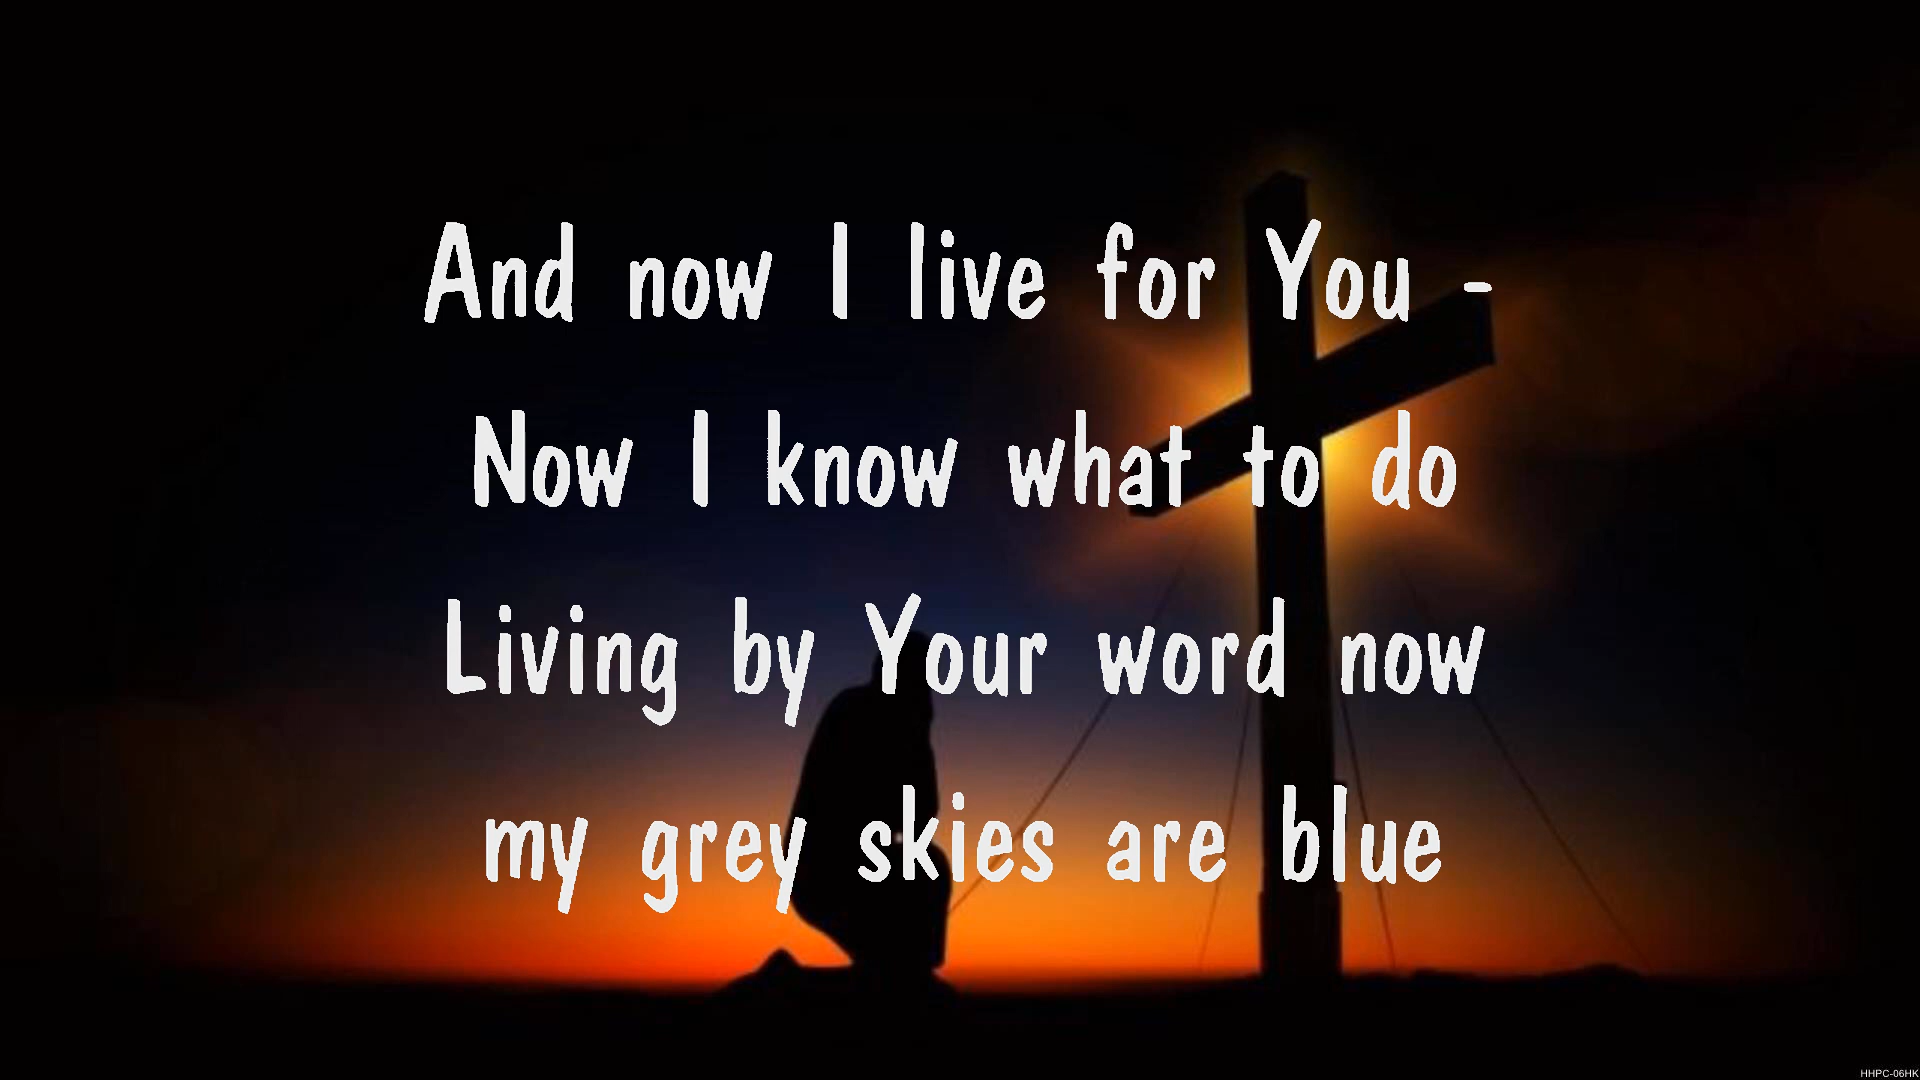 And now I live for You -
Now I know what to do
Living by Your word now
my grey skies are blue
HHPC-06HK